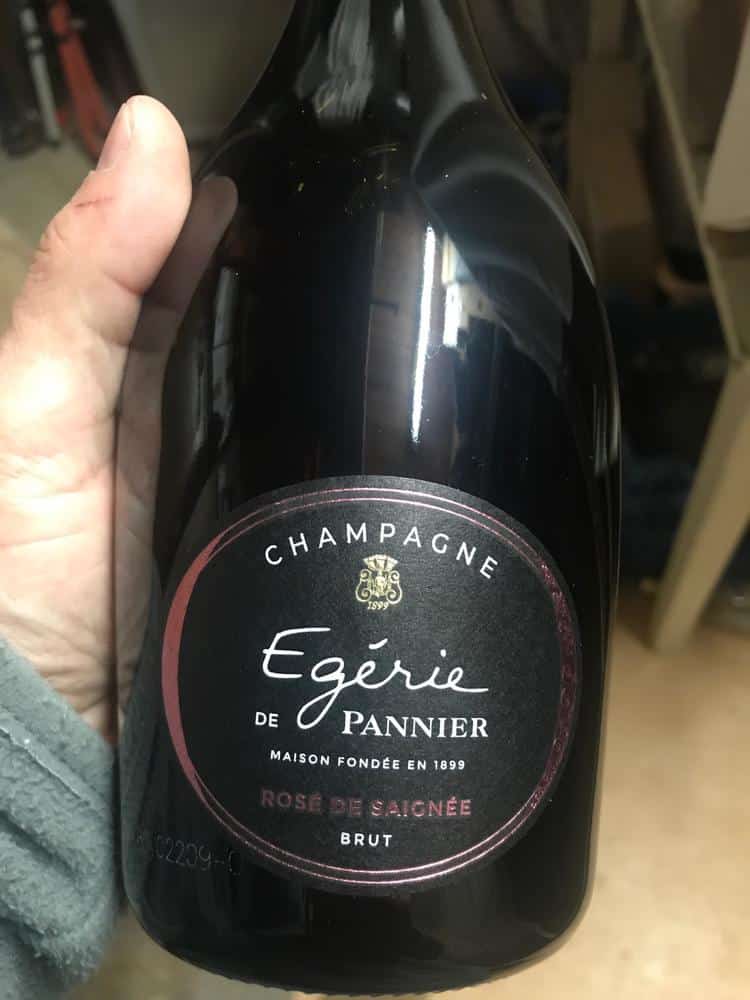 CHAMPAGNE
1899
Egérie
DE PANNIER
MAISON FONDÉE EN 1899
ROSÉ DE SAIGNÉE
BRUT